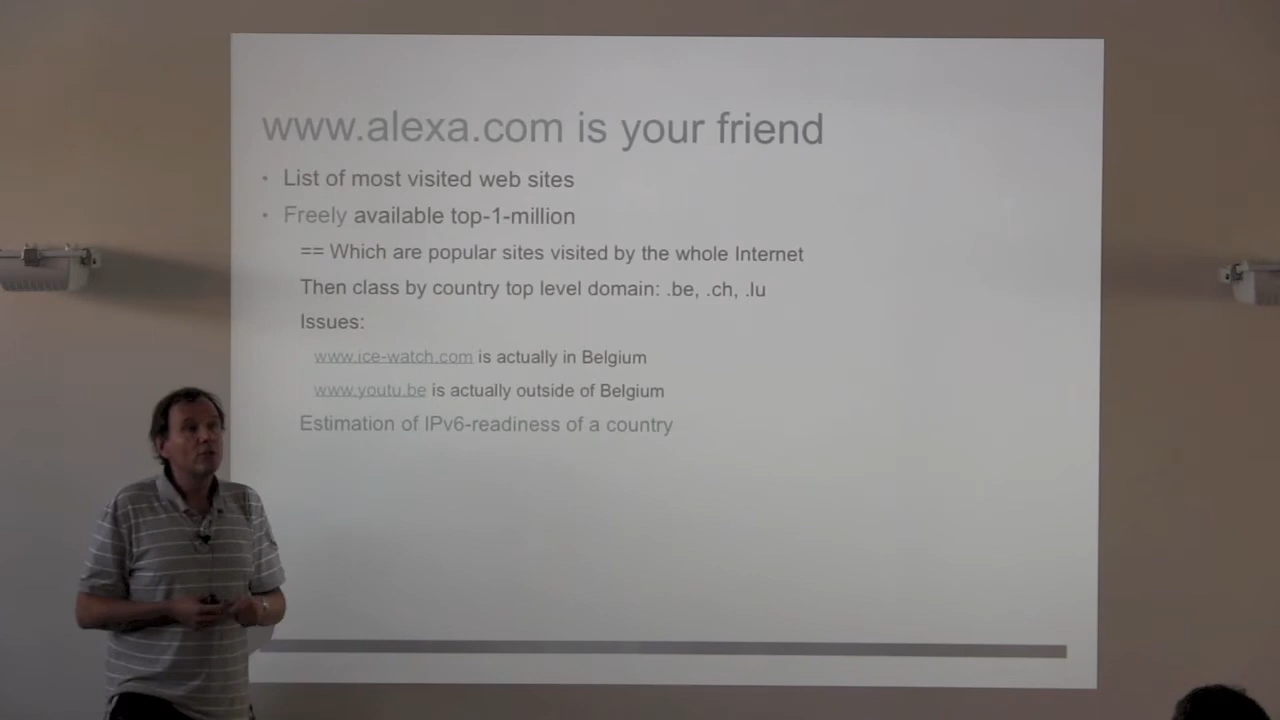 www.alexa.com is your friend
• List of most visited web sites
• Freely available top-1-million
== Which are popular sites visited by the whole Internet
Then class by country top level domain: .be, .ch, .lu
Issues:
www.ice-watch.com is actually in Belgium
www.youtu.be is actually outside of Belgium
Estimation of IPv6-readiness of a country